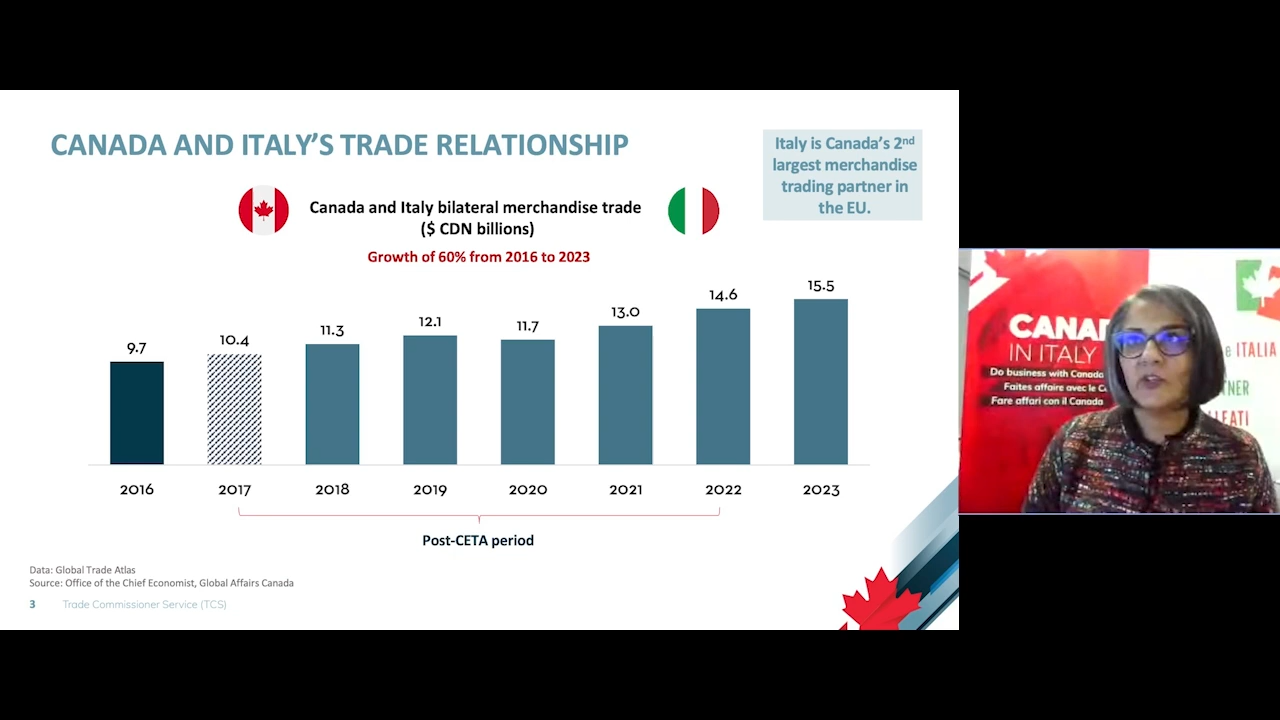 CANADA AND ITALY'S TRADE RELATIONSHIP
Italy is Canada's 2nd
largest merchandise
trading partner in
the EU.
Canada and Italy bilateral merchandise trade
($ CDN billions)
Growth of 60% from 2016 to 2023
9.7
10.4
11.3
12.1
11.7
13.0
14.6
15.5
2016
2017
2018
2019
2020
2021
2022
2023
Post-CETA period
Data: Global Trade Atlas
Source: Office of the Chief Economist, Global Affairs Canada
3 Trade Commissioner Service (TCS)
CANA
IN ITALY
Do business with Canada
Faites affaire avec le C
Fare affari con il Canada
e ITALIA
TNER
LLEATI